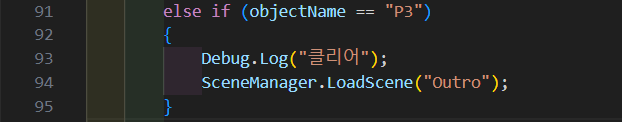 91 else if (objectName == "P3")
92 {
93 Debug.Log("클리어");
94 SceneManager.LoadScene("Outro");
95 }